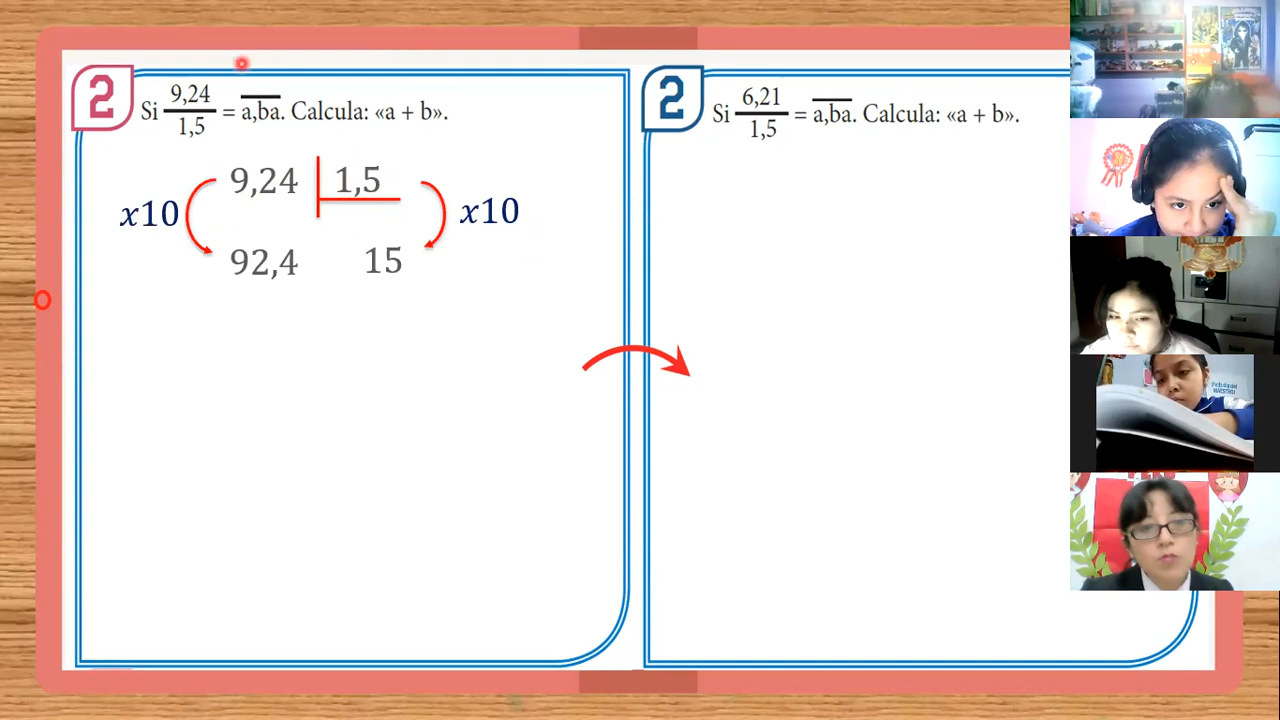 2
Si 9,24 / 1,5 = a,ba. Calcula: «a + b».
9,24 1,5
x10 x10
92,4 15
2
Si 6,21 / 1,5 = a,ba. Calcula: «a + b».
MAESTRO